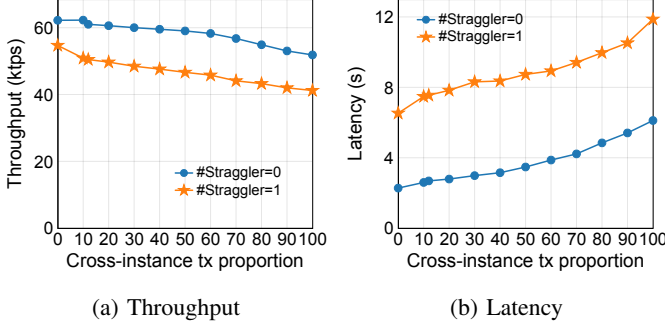 Throughput (ktps)
60
40
20
0
#Straggler=0
#Straggler=1
0 10 20 30 40 50 60 70 80 90 100
Cross-instance tx proportion
(a) Throughput
Latency (s)
12
8
4
0
#Straggler=0
#Straggler=1
0 10 20 30 40 50 60 70 80 90 100
Cross-instance tx proportion
(b) Latency